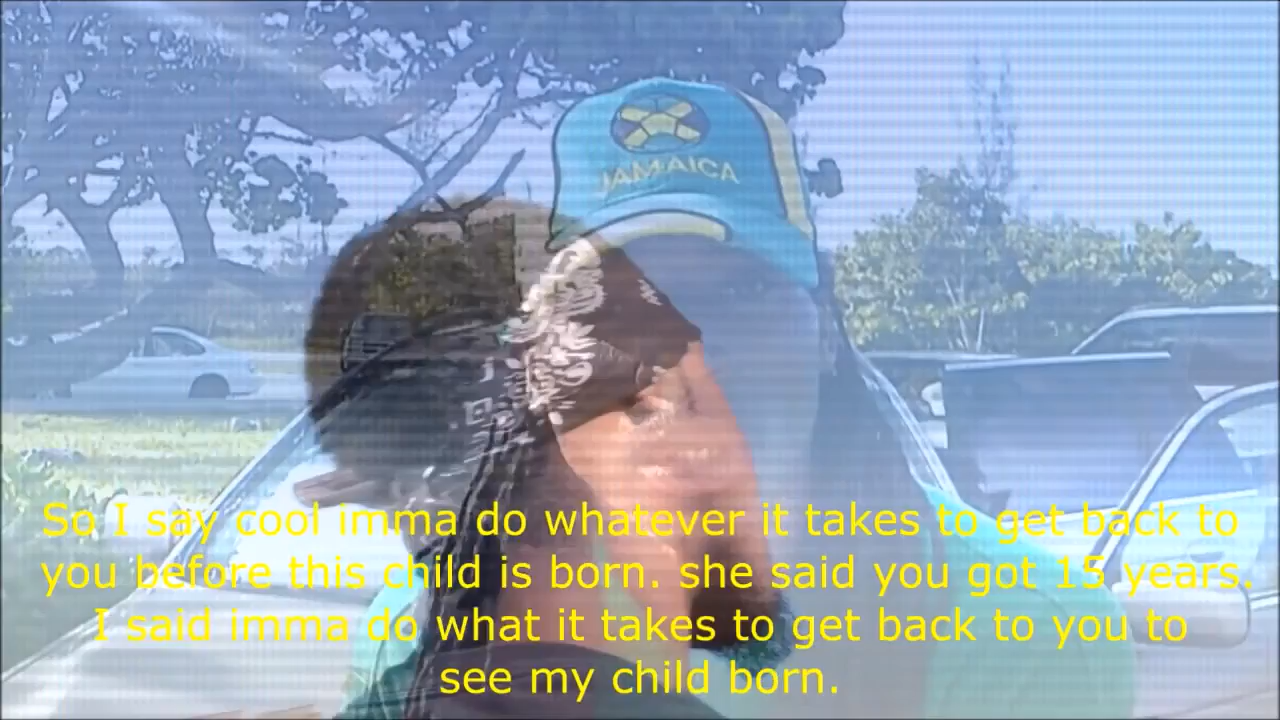 JAMAICA
So I say cool imma do whatever it takes to get back to
you before this child is born. she said you got 15 years.
I said imma do what it takes to get back to you to
see my child born.